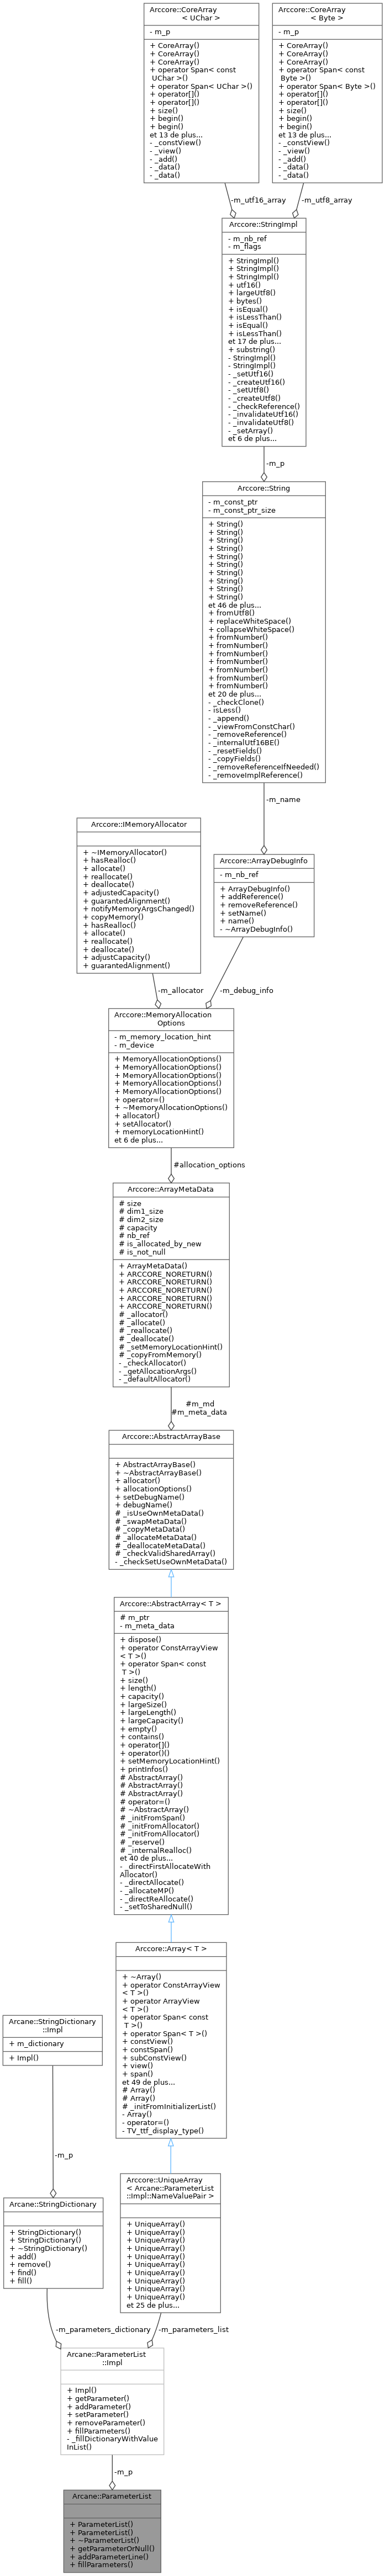 Arccore::CoreArray
< UChar >
- m_p
+ CoreArray()
+ CoreArray()
+ CoreArray()
+ operator Span< const
UChar >()
+ operator Span< UChar >()
+ operator[]()
+ operator[]()
+ size()
+ begin()
+ begin()
et 13 de plus...
- _constView()
- _view()
- _add()
- _data()
- _data()
Arccore::CoreArray
< Byte >
- m_p
+ CoreArray()
+ CoreArray()
+ CoreArray()
+ operator Span< const
Byte >()
+ operator Span< Byte >()
+ operator[]()
+ operator[]()
+ size()
+ begin()
+ begin()
et 13 de plus...
- _constView()
- _view()
- _add()
- _data()
- _data()
-m_utf16_array
-m_utf8_array
Arccore::StringImpl
- m_nb_ref
- m_flags
+ StringImpl()
+ StringImpl()
+ StringImpl()
+ utf16()
+ largeUtf8()
+ bytes()
+ isEqual()
+ isLessThan()
+ isEqual()
+ isLessThan()
et 17 de plus...
+ substring()
- StringImpl()
- StringImpl()
- _setUtf16()
- _createUtf16()
- _setUtf8()
- _createUtf8()
- _checkReference()
- _invalidateUtf16()
- _invalidateUtf8()
- _setArray()
et 6 de plus...
-m_p
Arccore::String
- m_const_ptr
- m_const_ptr_size
+ String()
+ String()
+ String()
+ String()
+ String()
+ String()
+ String()
+ String()
+ String()
+ String()
et 46 de plus...
+ fromUtf8()
+ replaceWhiteSpace()
+ collapseWhiteSpace()
+ fromNumber()
+ fromNumber()
+ fromNumber()
+ fromNumber()
+ fromNumber()
+ fromNumber()
+ fromNumber()
et 20 de plus...
- _checkClone()
- isLess()
- _append()
- _viewFromConstChar()
- _removeReference()
- _internalUtf16BE()
- _resetFields()
- _copyFields()
- _removeReferenceIfNeeded()
- _removeImplReference()
-m_name
Arccore::IMemoryAllocator
+ ~IMemoryAllocator()
+ hasRealloc()
+ allocate()
+ reallocate()
+ deallocate()
+ adjustedCapacity()
+ guarantedAlignment()
+ notifyMemoryArgsChanged()
+ copyMemory()
+ hasRealloc()
+ allocate()
+ reallocate()
+ deallocate()
+ adjustCapacity()
+ guarantedAlignment()
Arccore::ArrayDebugInfo
- m_nb_ref
+ ArrayDebugInfo()
+ addReference()
+ removeReference()
+ setName()
+ name()
- ~ArrayDebugInfo()
-m_allocator
-m_debug_info
Arccore::MemoryAllocation
Options
- m_memory_location_hint
- m_device
+ MemoryAllocationOptions()
+ MemoryAllocationOptions()
+ MemoryAllocationOptions()
+ MemoryAllocationOptions()
+ MemoryAllocationOptions()
+ operator=()
+ ~MemoryAllocationOptions()
+ allocator()
+ setAllocator()
+ memoryLocationHint()
et 6 de plus...
#allocation_options
Arccore::ArrayMetaData
# size
# dim1_size
# dim2_size
# capacity
# nb_ref
# is_allocated_by_new
# is_not_null
+ ArrayMetaData()
+ ARCCORE_NORETURN()
+ ARCCORE_NORETURN()
+ ARCCORE_NORETURN()
+ ARCCORE_NORETURN()
+ ARCCORE_NORETURN()
# _allocator()
# _allocate()
# _reallocate()
# _deallocate()
# _setMemoryLocationHint()
# _copyFromMemory()
- _checkAllocator()
- _getAllocationArgs()
- _defaultAllocator()
#m_md
#m_meta_data
Arccore::AbstractArrayBase
+ AbstractArrayBase()
+ ~AbstractArrayBase()
+ allocator()
+ allocationOptions()
+ setDebugName()
+ debugName()
# _isUseOwnMetaData()
# _swapMetaData()
# _copyMetaData()
# _allocateMetaData()
# _deallocateMetaData()
# _checkValidSharedArray()
- _checkSetUseOwnMetaData()
Arccore::AbstractArray< T >
# m_ptr
- m_meta_data
+ dispose()
+ operator ConstArrayView
< T >()
+ operator Span< const
T >()
+ size()
+ length()
+ capacity()
+ largeSize()
+ largeLength()
+ largeCapacity()
+ empty()
+ contains()
+ operator[]()
+ operator()()
+ setMemoryLocationHint()
+ printInfos()
# AbstractArray()
# AbstractArray()
# AbstractArray()
# operator=()
# ~AbstractArray()
# _initFromSpan()
# _initFromAllocator()
# _initFromAllocator()
# _reserve()
# _internalRealloc()
et 40 de plus...
- _directFirstAllocateWith
Allocator()
- _directAllocate()
- _allocateMP()
- _directReAllocate()
- _setToSharedNull()
Arccore::Array< T >
+ ~Array()
+ operator ConstArrayView
< T >()
+ operator ArrayView
< T >()
+ operator Span< const
T >()
+ operator Span< T >()
+ constView()
+ constSpan()
+ subConstView()
+ view()
+ span()
et 49 de plus...
# Array()
# Array()
# _initFromInitializerList()
- Array()
- operator=()
- TV_ttf_display_type()
Arcane::StringDictionary
::Impl
+ m_dictionary
+ Impl()
-m_p
Arcane::StringDictionary
+ StringDictionary()
+ StringDictionary()
+ ~StringDictionary()
+ add()
+ remove()
+ find()
+ fill()
Arccore::UniqueArray
< Arcane::ParameterList
::Impl::NameValuePair >
+ UniqueArray()
+ UniqueArray()
+ UniqueArray()
+ UniqueArray()
+ UniqueArray()
+ UniqueArray()
+ UniqueArray()
+ UniqueArray()
+ UniqueArray()
+ UniqueArray()
et 25 de plus...
-m_parameters_dictionary
-m_parameters_list
Arcane::ParameterList
::Impl
+ Impl()
+ getParameter()
+ addParameter()
+ setParameter()
+ removeParameter()
+ fillParameters()
- _fillDictionaryWithValue
InList()
-m_p
Arcane::ParameterList
+ ParameterList()
+ ParameterList()
+ ~ParameterList()
+ getParameterOrNull()
+ addParameterLine()
+ fillParameters()